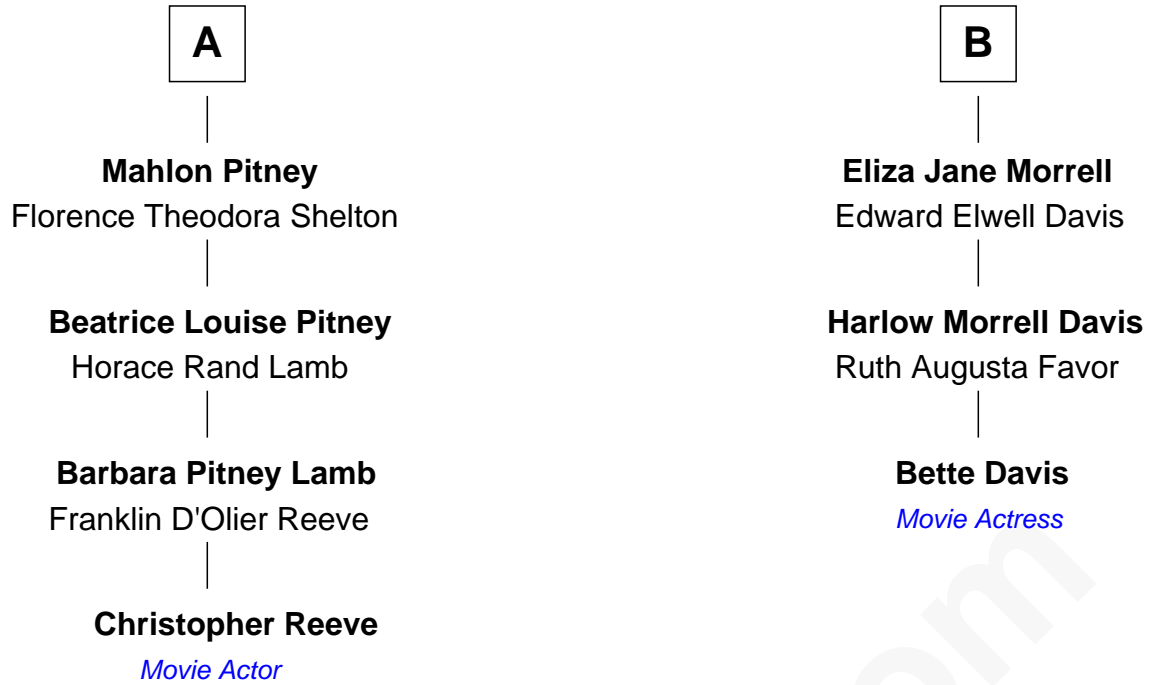 A
Mahlon Pitney
Florence Theodora Shelton
Beatrice Louise Pitney
Horace Rand Lamb
Barbara Pitney Lamb
Franklin D'Olier Reeve
Christopher Reeve
Movie Actor
B
Eliza Jane Morrell
Edward Elwell Davis
Harlow Morrell Davis
Ruth Augusta Favor
Bette Davis
Movie Actress
om